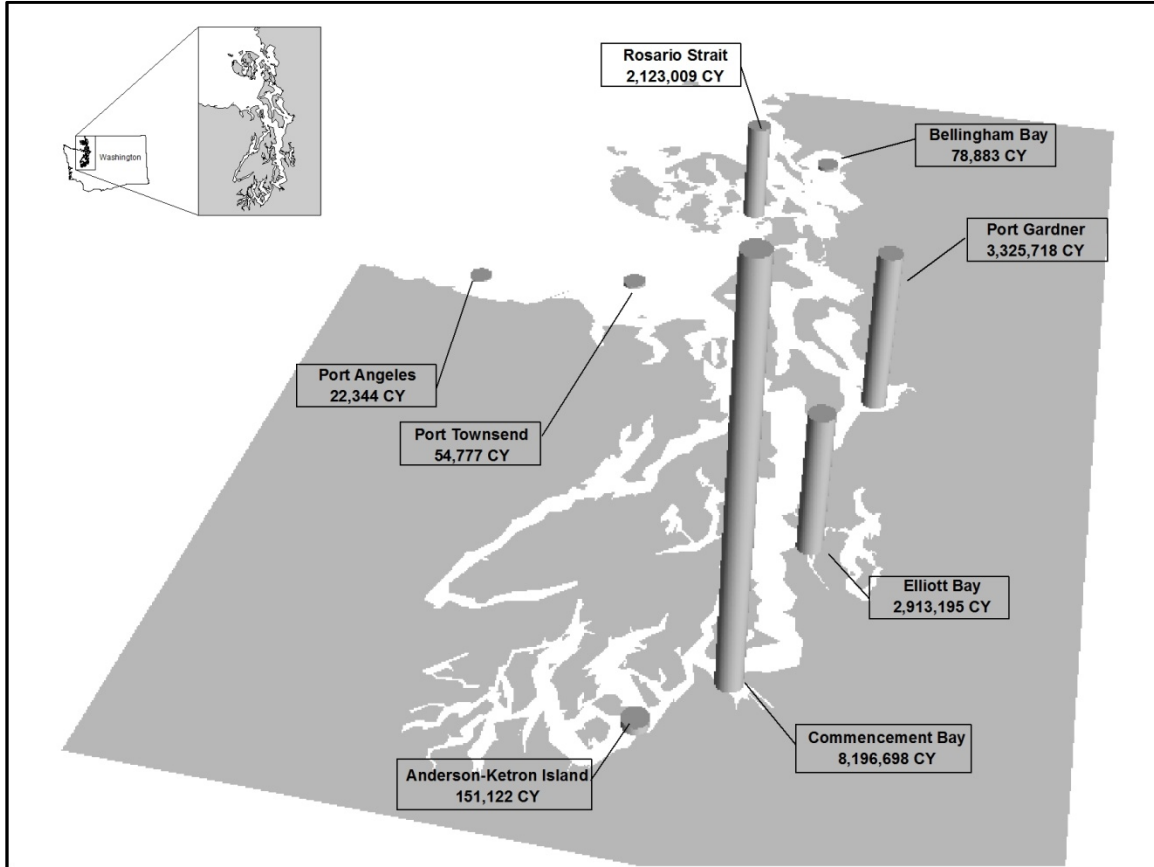 Washington
Rosario Strait
2,123,009 CY
Bellingham Bay
78,883 CY
Port Gardner
3,325,718 CY
Port Angeles
22,344 CY
Port Townsend
54,777 CY
Elliott Bay
2,913,195 CY
Commencement Bay
8,196,698 CY
Anderson-Ketron Island
151,122 CY